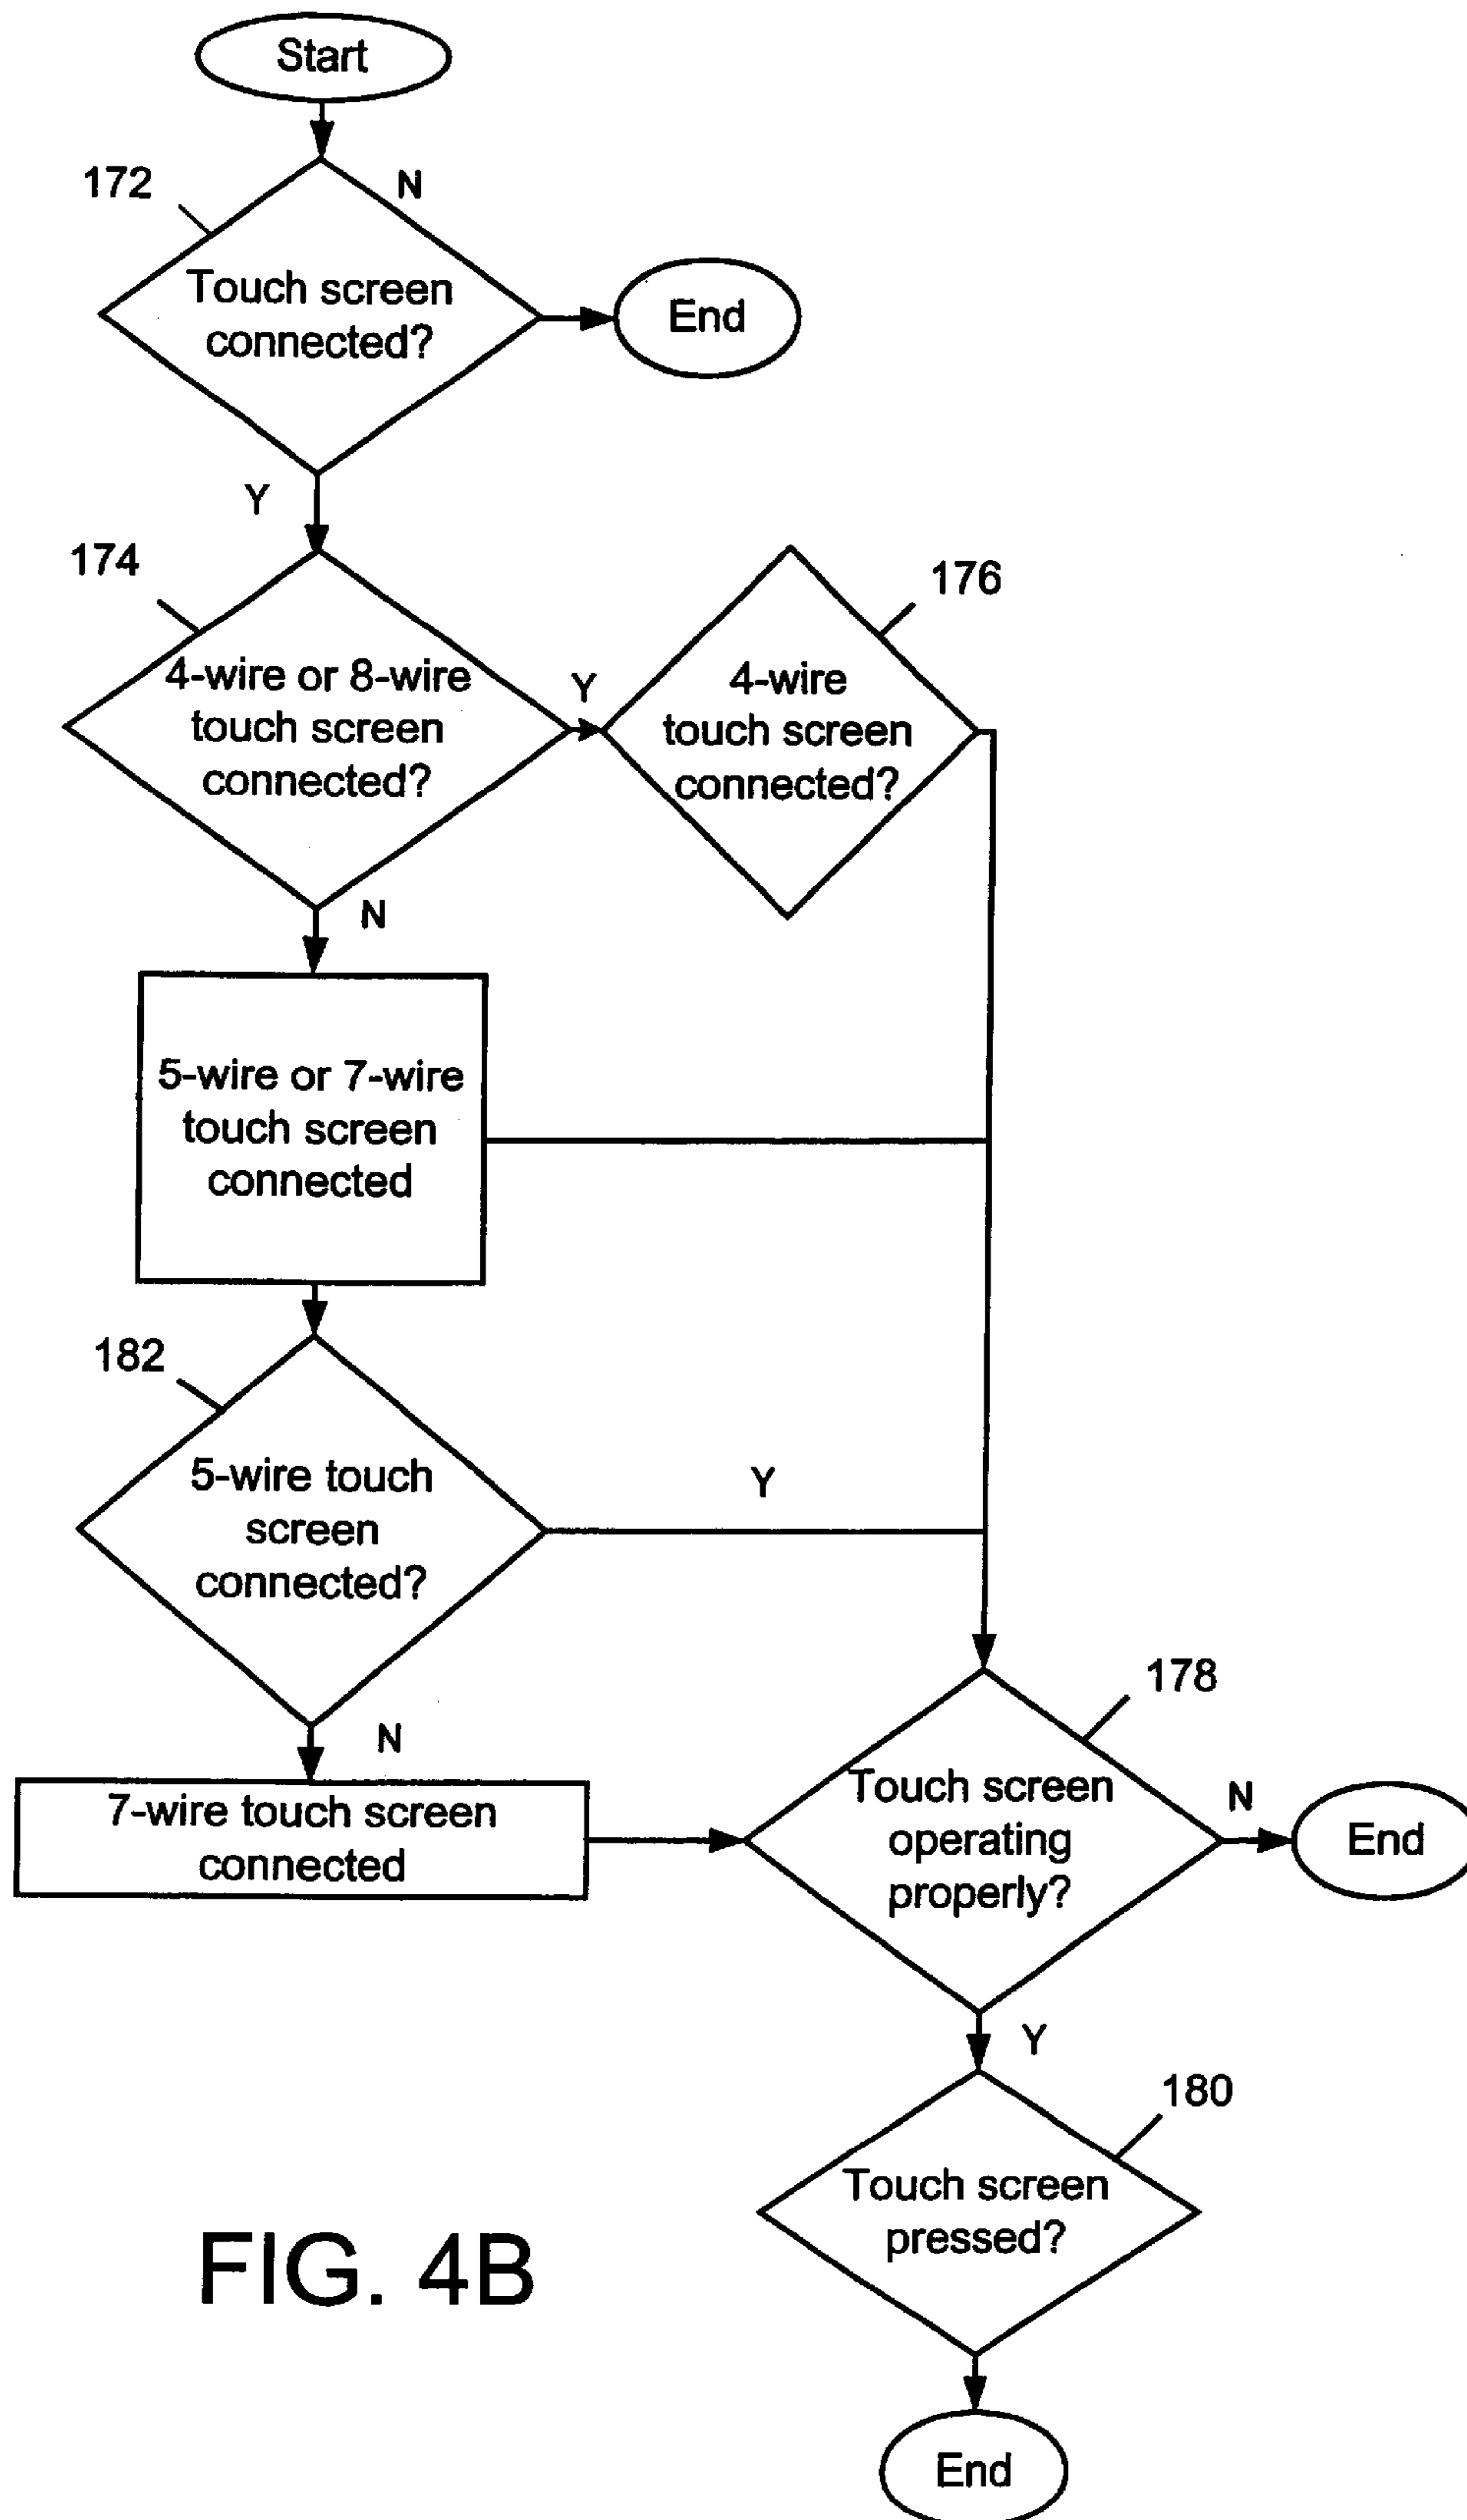 Start
172
N
Touch screen
connected?
End
Y
174
176
4-wire or 8-wire
touch screen
connected?
Y
4-wire
touch screen
connected?
N
5-wire or 7-wire
touch screen
connected
182
5-wire touch
screen
connected?
Y
178
N
7-wire touch screen
connected
Touch screen
operating
properly?
N
End
Y
180
Touch screen
pressed?
FIG. 4B
End